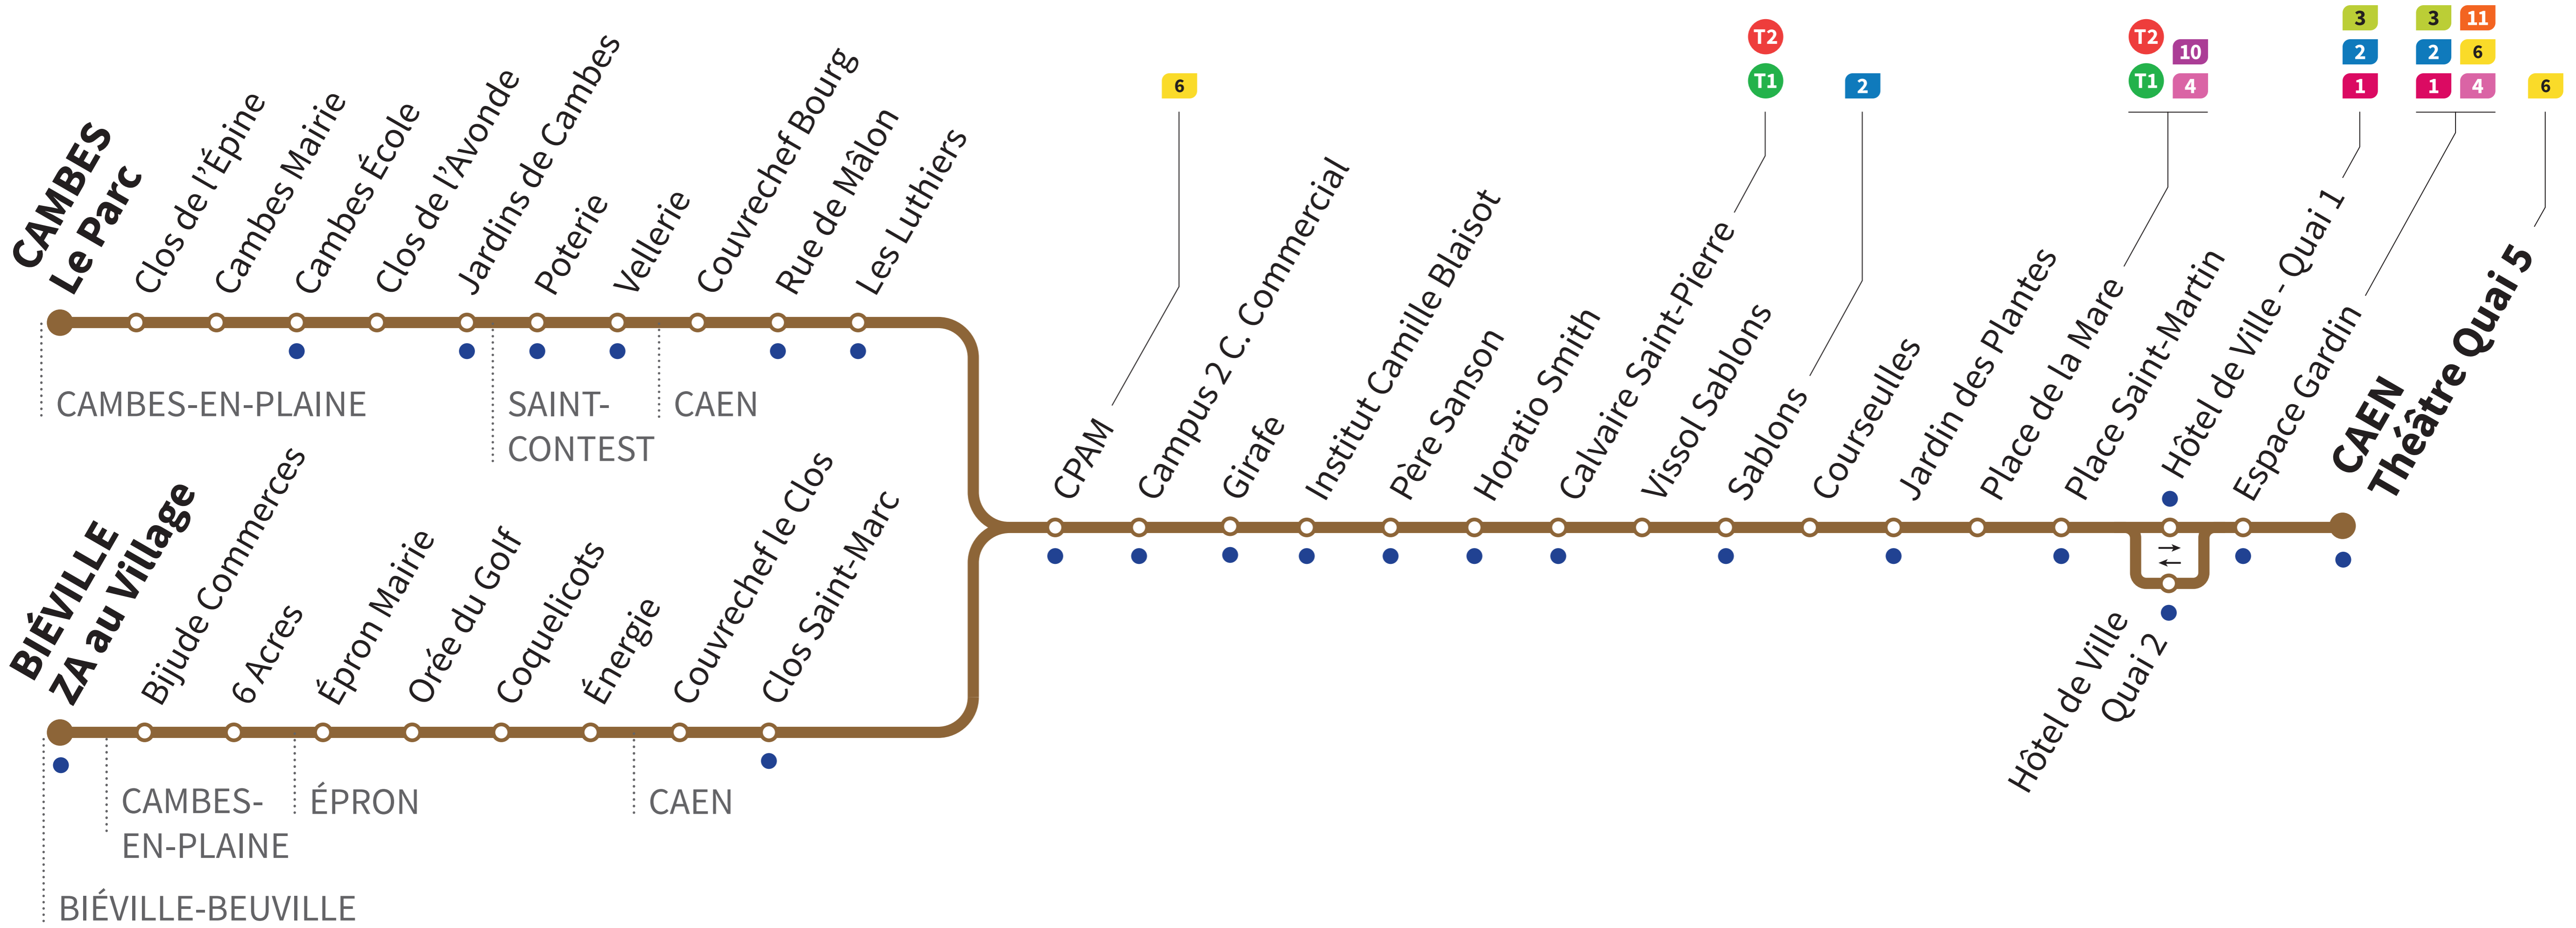 CAMBES
Le Parc
Clos de l'Épine
Cambes Mairie
Cambes École
Clos de l'Avonde
Jardins de Cambes
Poterie
Vellerie
Couvrechef Bourg
Rue de Mâlon
Les Luthiers
CAMBES-EN-PLAINE
SAINT-
CONTEST
CAEN
BIÉVILLE
ZA au Village
Bijude Commerces
6 Acres
Épron Mairie
Orée du Golf
Coquelicots
Énergie
Couvrechef le Clos
Clos Saint-Marc
BIÉVILLE-BEUVILLE
CAMBES-
EN-PLAINE
ÉPRON
CAEN
CPAM
6
Campus 2 C. Commercial
Girafe
Institut Camille Blaisot
Père Sanson
Horatio Smith
Calvaire Saint-Pierre
T2
T1
Vissol Sablons
Sablons
2
Courseulles
Jardin des Plantes
Place de la Mare
T2 10
T1 4
Place Saint-Martin
Hôtel de Ville - Quai 1
3
2
1
Hôtel de Ville
Quai 2
Espace Gardin
3 11
2 6
1 4
CAEN
Théâtre Quai 5
6